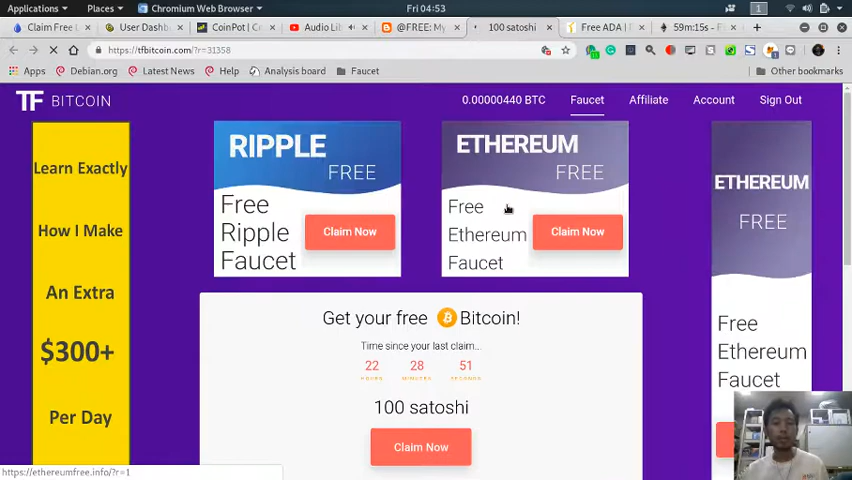 Applications
Places
Chromium Web Browser
Fri 04:53
1
Claim Free L
User Dashb
CoinPot | C
Audio Lib
@FREE: My
100 satoshi
Free ADA |
59m:15s -
https://tfbitcoin.com/?r=31358
Apps
Debian.org
Latest News
Help
Analysis board
Faucet
Other bookmarks
TF BITCOIN
0.00000440 BTC
Faucet
Affiliate
Account
Sign Out
Learn Exactly
How I Make
An Extra
$300+
Per Day
RIPPLE
FREE
Free
Ripple
Faucet
Claim Now
ETHEREUM
FREE
Free
Ethereum
Faucet
Claim Now
ETHEREUM
FREE
Free
Ethereum
Faucet
Get your free Bitcoin!
Time since your last claim...
22 28 51
HOURS MINUTES SECONDS
100 satoshi
Claim Now
https://ethereumfree.info/?r=1